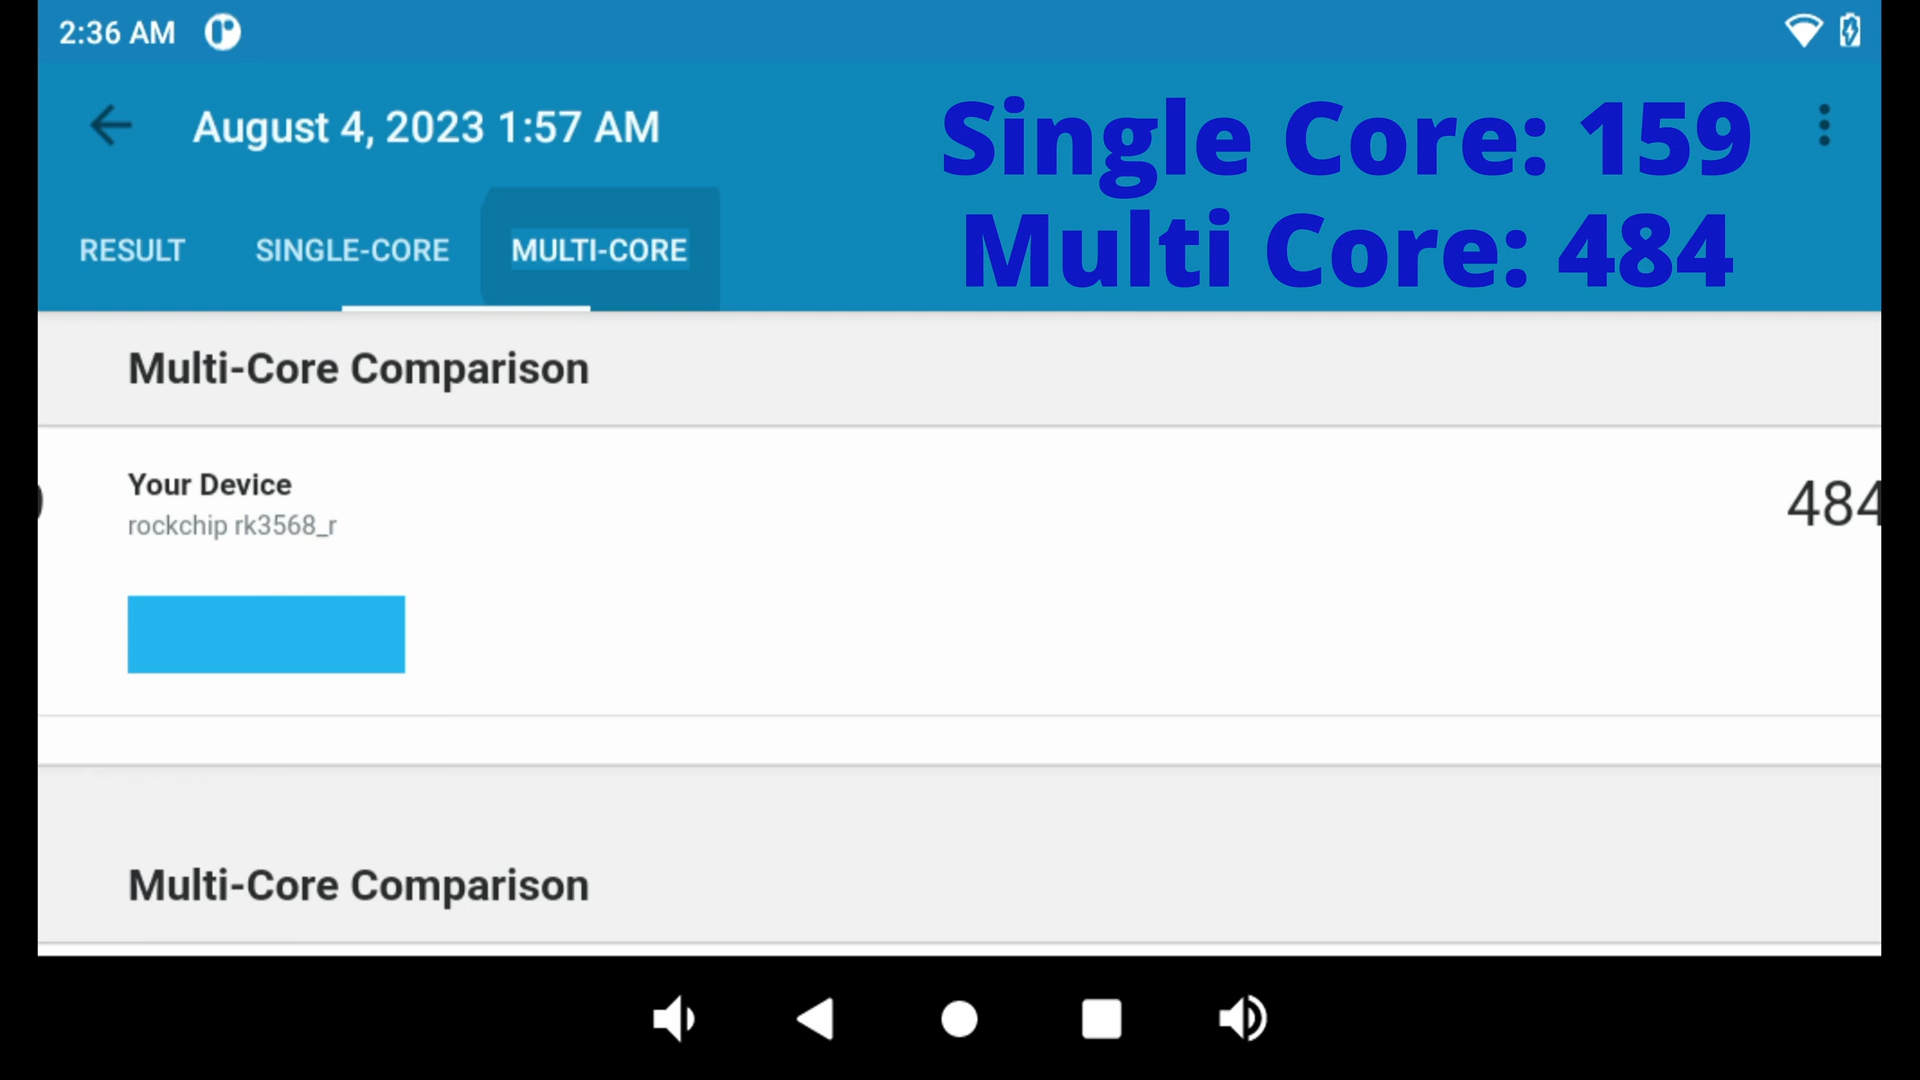 2:36 AM
August 4, 2023 1:57 AM
Single Core: 159
Multi Core: 484
RESULT
SINGLE-CORE
MULTI-CORE
Multi-Core Comparison
Your Device
484
rockchip rk3568_r
Multi-Core Comparison